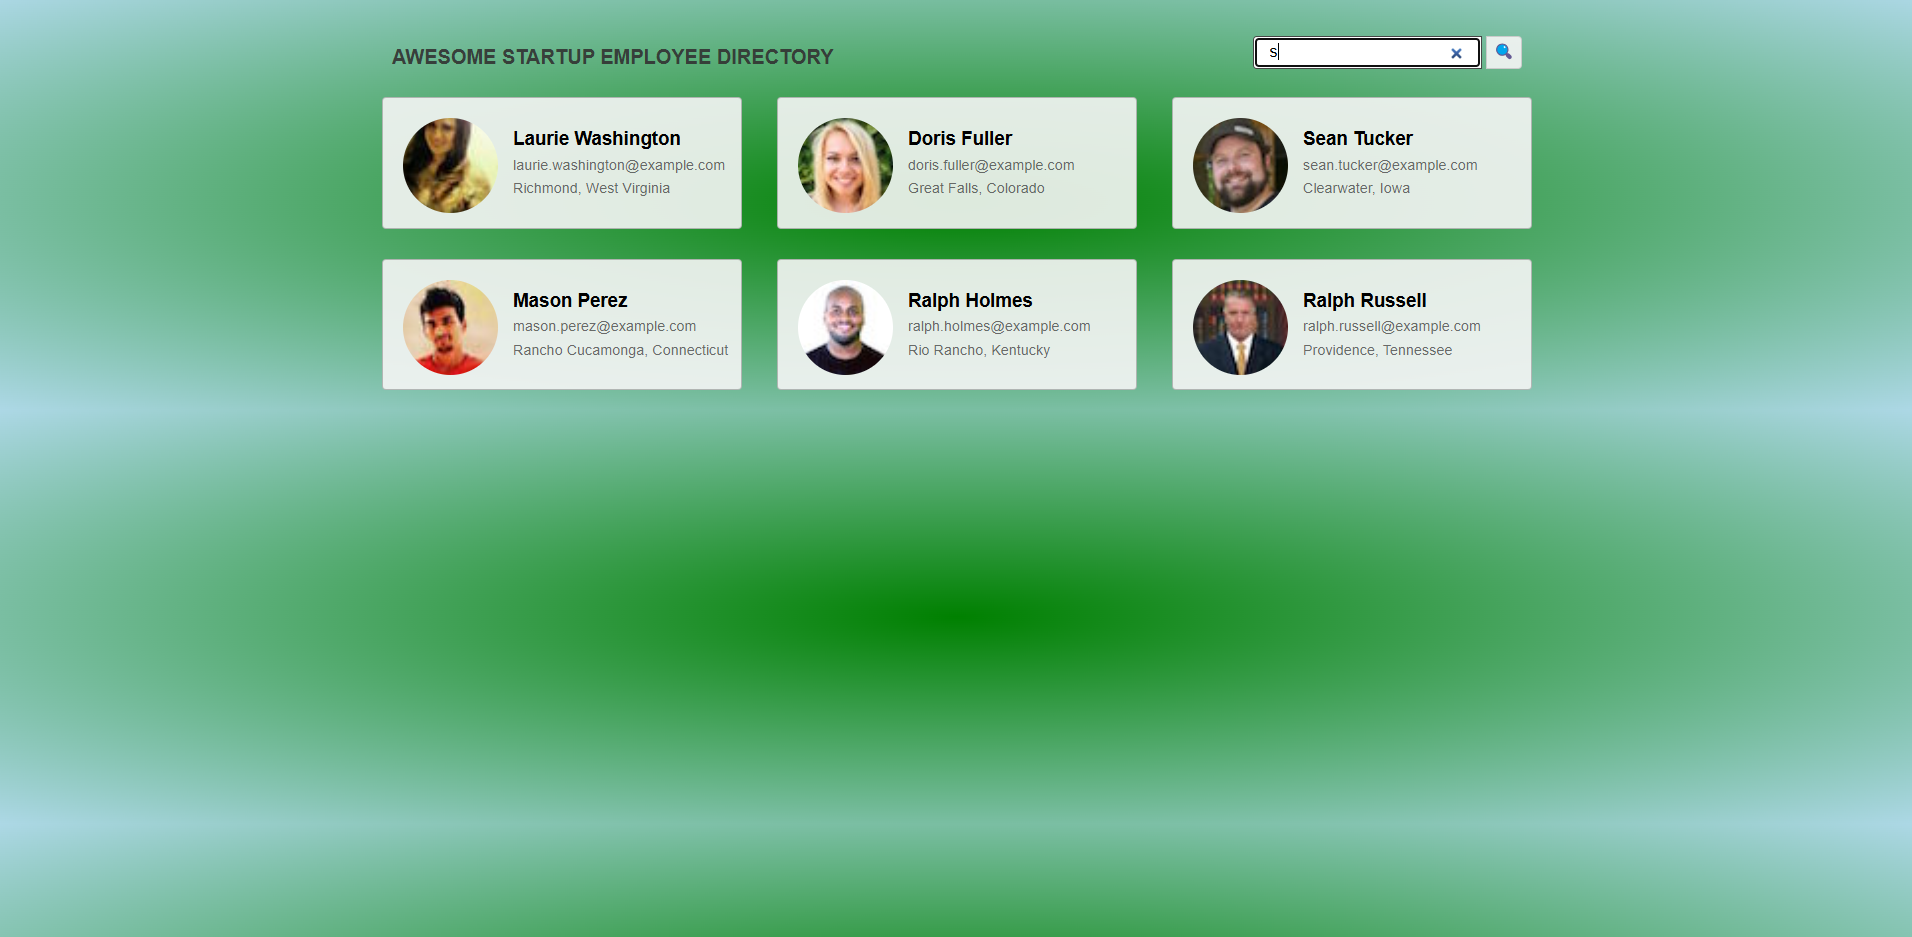 AWESOME STARTUP EMPLOYEE DIRECTORY
s
Laurie Washington
laurie.washington@example.com
Richmond, West Virginia
Doris Fuller
doris.fuller@example.com
Great Falls, Colorado
Sean Tucker
sean.tucker@example.com
Clearwater, Iowa
Mason Perez
mason.perez@example.com
Rancho Cucamonga, Connecticut
Ralph Holmes
ralph.holmes@example.com
Rio Rancho, Kentucky
Ralph Russell
ralph.russell@example.com
Providence, Tennessee